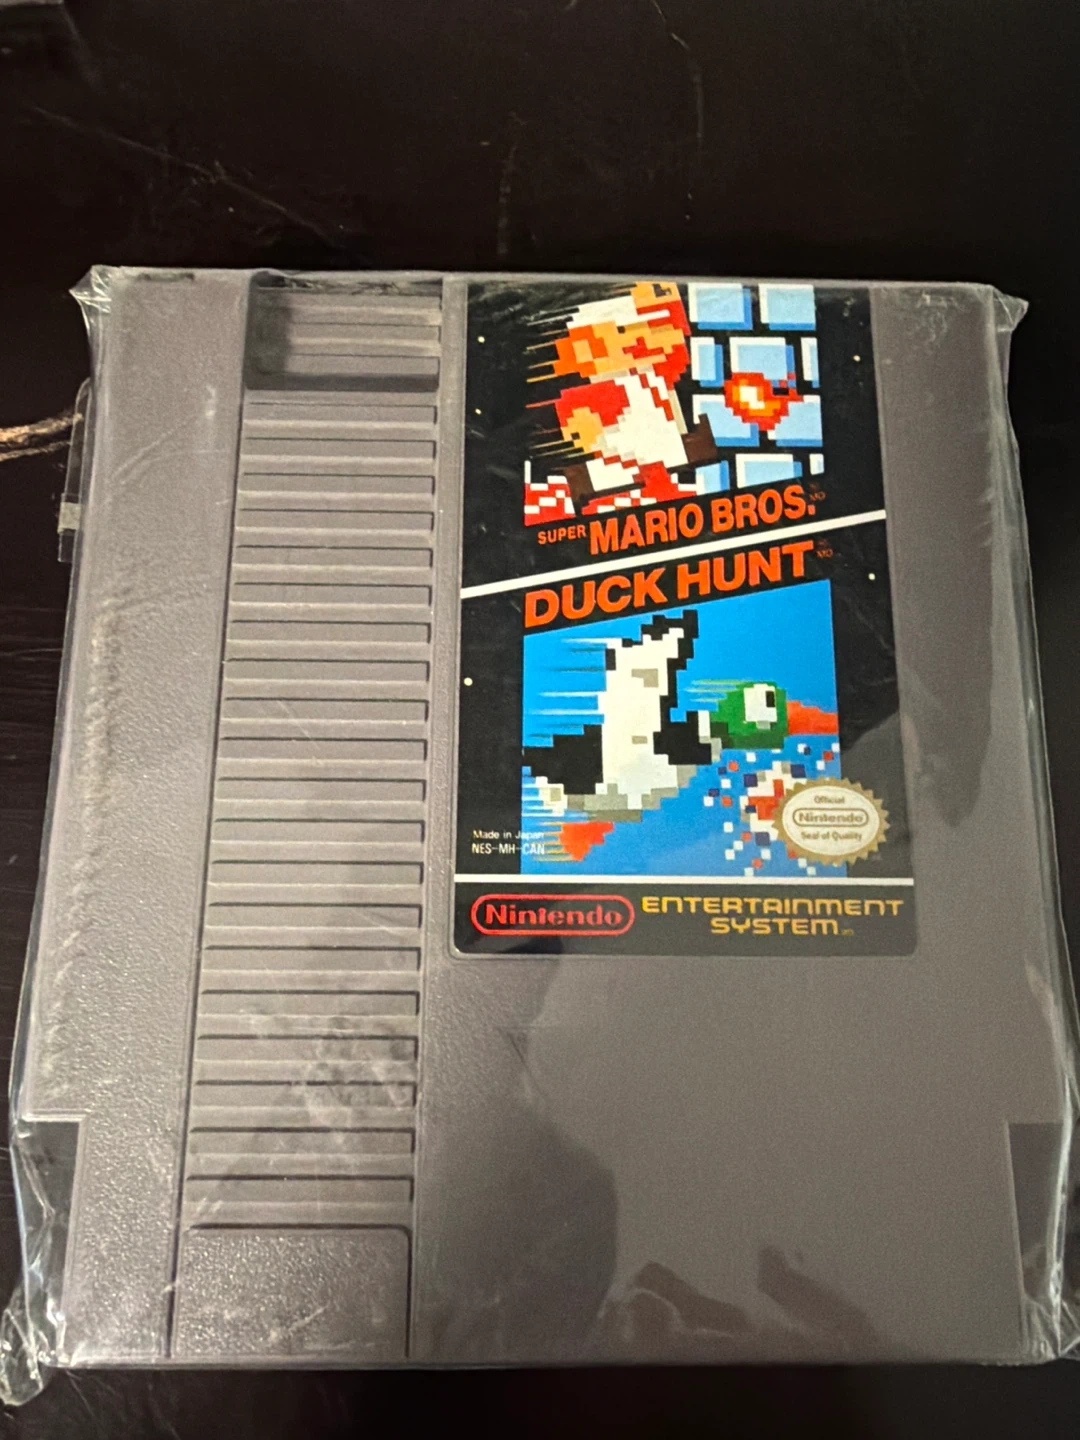 SUPER MARIO BROS.
DUCK HUNT
Official
Nintendo
Seal of Quality
Made in Japan
NES-MH-CAN
Nintendo
ENTERTAINMENT
SYSTEM